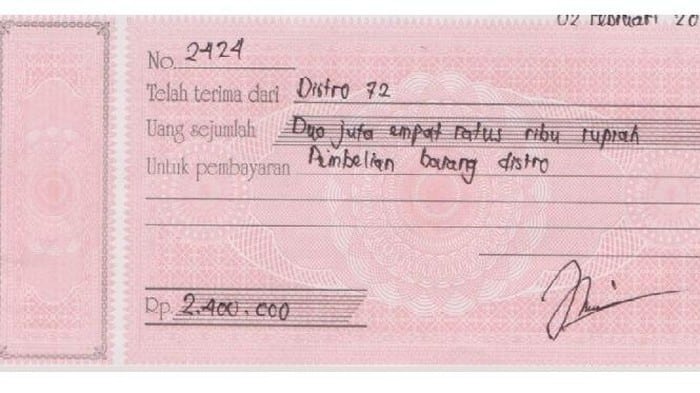 02 Februari 20
No. 2424
Telah terima dari Distro 72
Uang sejumlah Dua juta empat ratus ribu rupiah
Untuk pembayaran Pembelian barang distro
Rp. 2.400.000